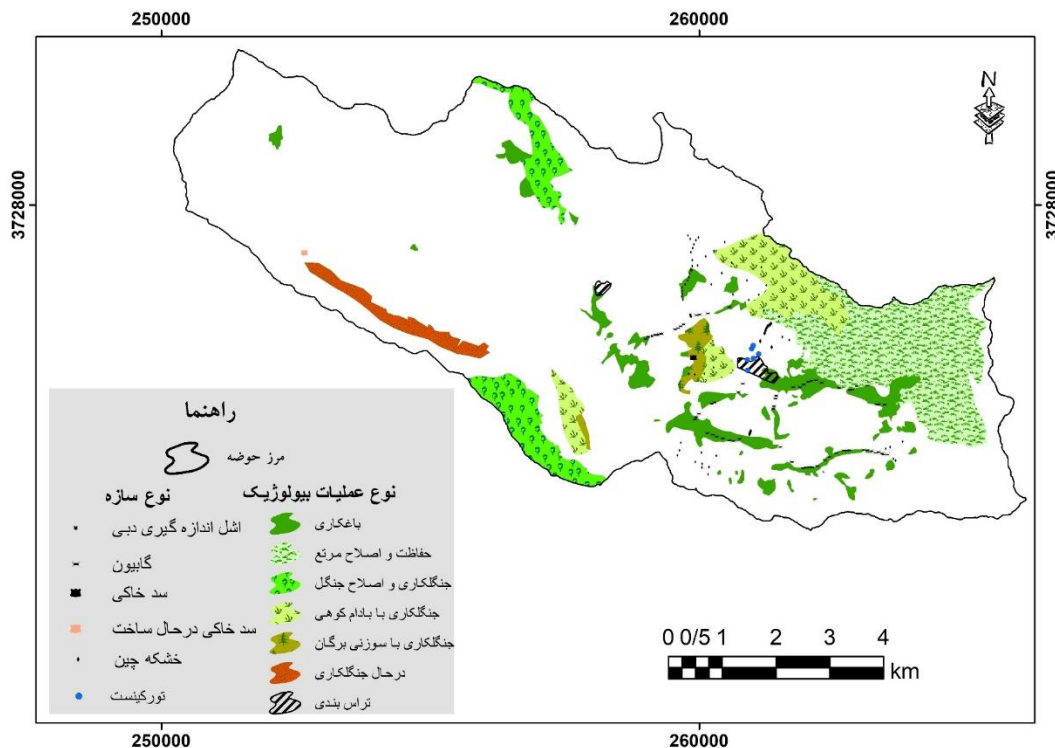 250000
260000
N
3728000
3728000
راهنما
مرز حوضه
نوع عملیات بیولوژیک
باغکاری
حفاظت و اصلاح مرتع
جنگلکاری و اصلاح جنگل
جنگلکاری با بادام کوهی
جنگلکاری با سوزنی برگان
درحال جنگلکاری
تراس بندی
نوع سازه
اشل اندازه گیری دبی
گابیون
سد خاکی
سد خاکی درحال ساخت
خشکه چین
تورکینست
0 0/5 1 2 3 4
km
250000
260000